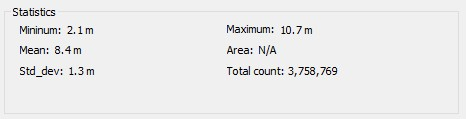 Statistics
Mininum: 2.1 m Maximum: 10.7 m
Mean: 8.4 m Area: N/A
Std_dev: 1.3 m Total count: 3,758,769